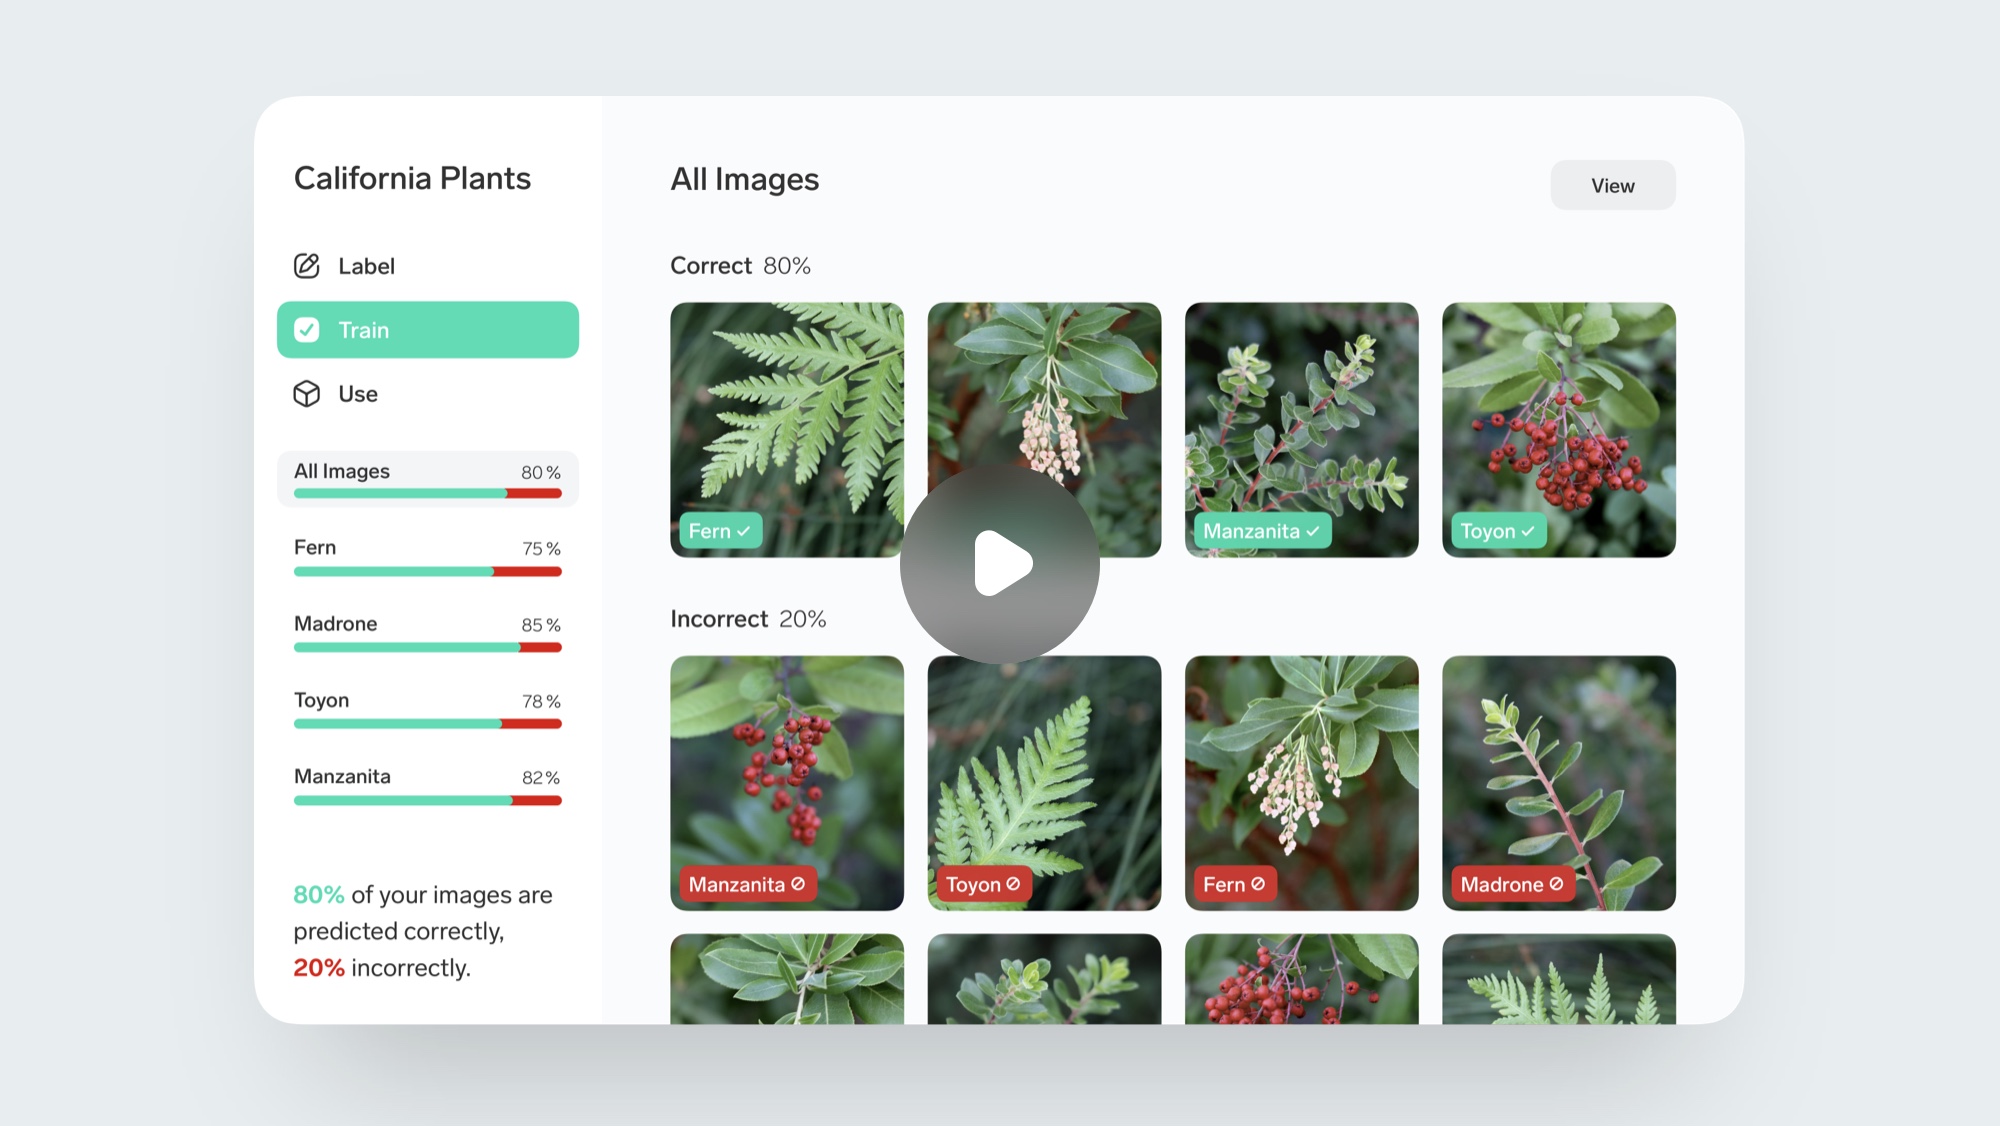 California Plants
Label
Train
Use
All Images 80%
Fern 75%
Madrone 85%
Toyon 78%
Manzanita 82%
80% of your images are
predicted correctly,
20% incorrectly.
All Images
View
Correct 80%
Fern
Manzanita
Toyon
Incorrect 20%
Manzanita
Toyon
Fern
Madrone